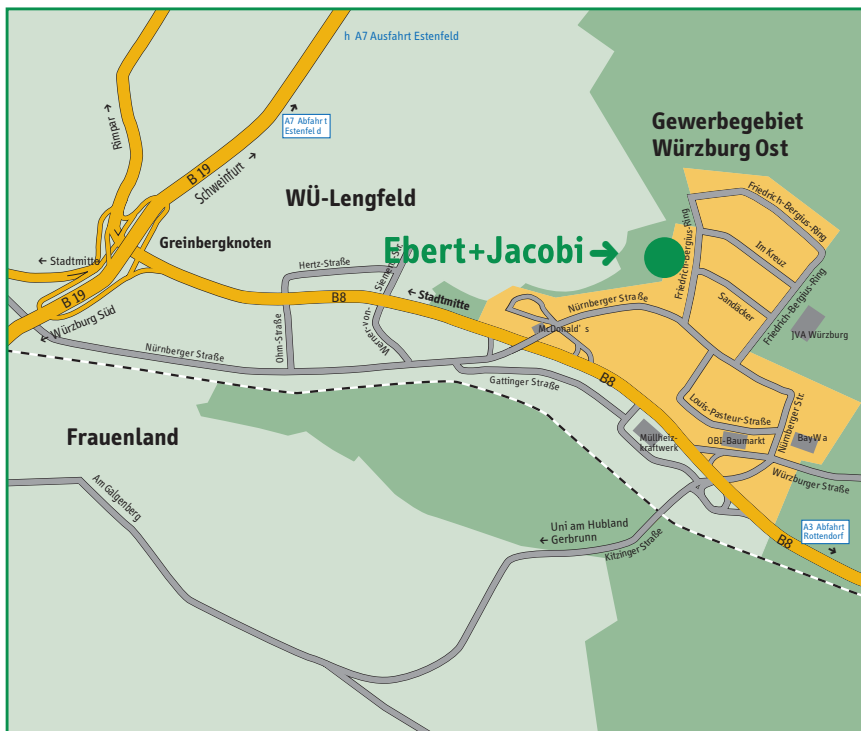 h A7 Ausfahrt Estenfeld
A7 Abfahrt
Estenfeld
Rimpar →
B 19
Schweinfurt →
Gewerbegebiet
Würzburg Ost
WÜ-Lengfeld
Friedrich-Bergius-Ring
Friedrich-Bergius-Ring
Im Kreuz
Greinbergknoten
Ebert+Jacobi →
← Stadtmitte
Hertz-Straße
Werner-von-Siemens-Str.
Sandäcker
Friedrich-Bergius-Ring
B 19
B8
← Stadtmitte
Nürnberger Straße
← Würzburg Süd
McDonald's
JVA Würzburg
Ohm-Straße
Nürnberger Straße
Gattinger Straße
B8
Louis-Pasteur-Straße
Nürnberger Str.
Frauenland
Müllheiz-
kraftwerk
OBI-Baumarkt
BayWa
Würzburger Straße
Am Galgenberg
Uni am Hubland
← Gerbrunn
Kitzinger Straße
A3 Abfahrt
Rottendorf
B8